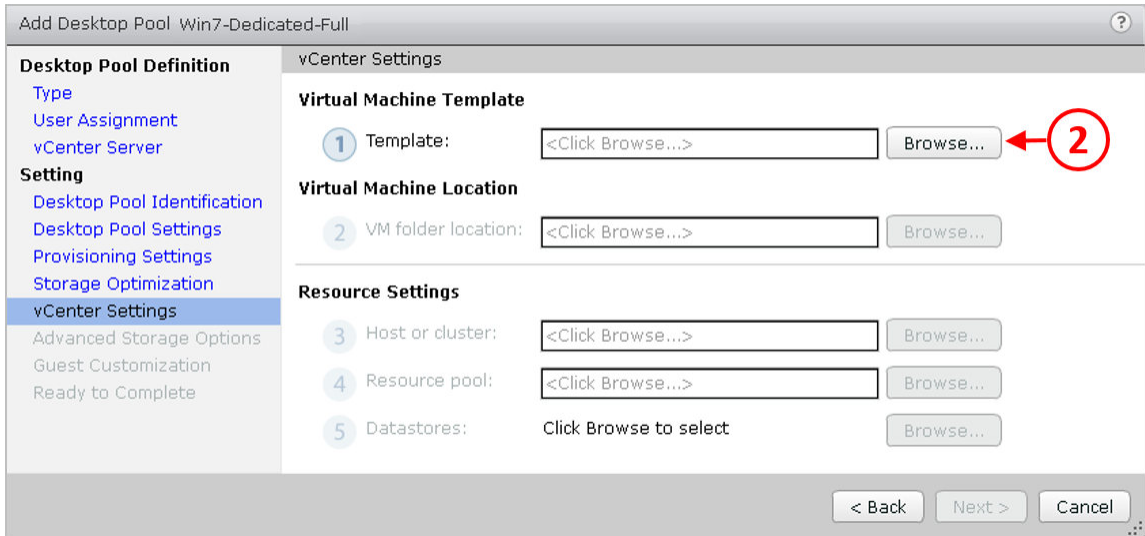 Add Desktop Pool Win7-Dedicated-Full ?
Desktop Pool Definition
Type
User Assignment
vCenter Server
Setting
Desktop Pool Identification
Desktop Pool Settings
Provisioning Settings
Storage Optimization
vCenter Settings
Advanced Storage Options
Guest Customization
Ready to Complete
vCenter Settings
Virtual Machine Template
1 Template: <Click Browse...> Browse... 2
Virtual Machine Location
2 VM folder location: <Click Browse...> Browse...
Resource Settings
3 Host or cluster: <Click Browse...> Browse...
4 Resource pool: <Click Browse...> Browse...
5 Datastores: Click Browse to select Browse...
< Back Next > Cancel